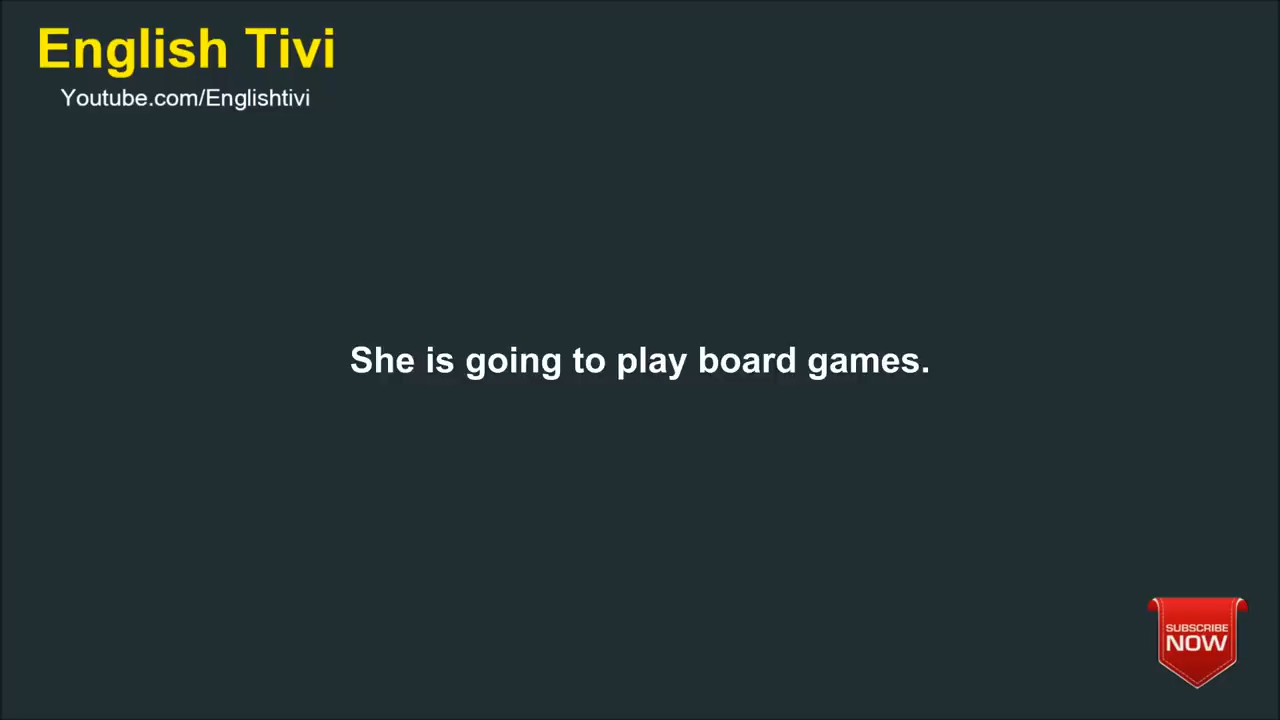 English Tivi
Youtube.com/Englishtivi
She is going to play board games.
SUBSCRIBE
NOW